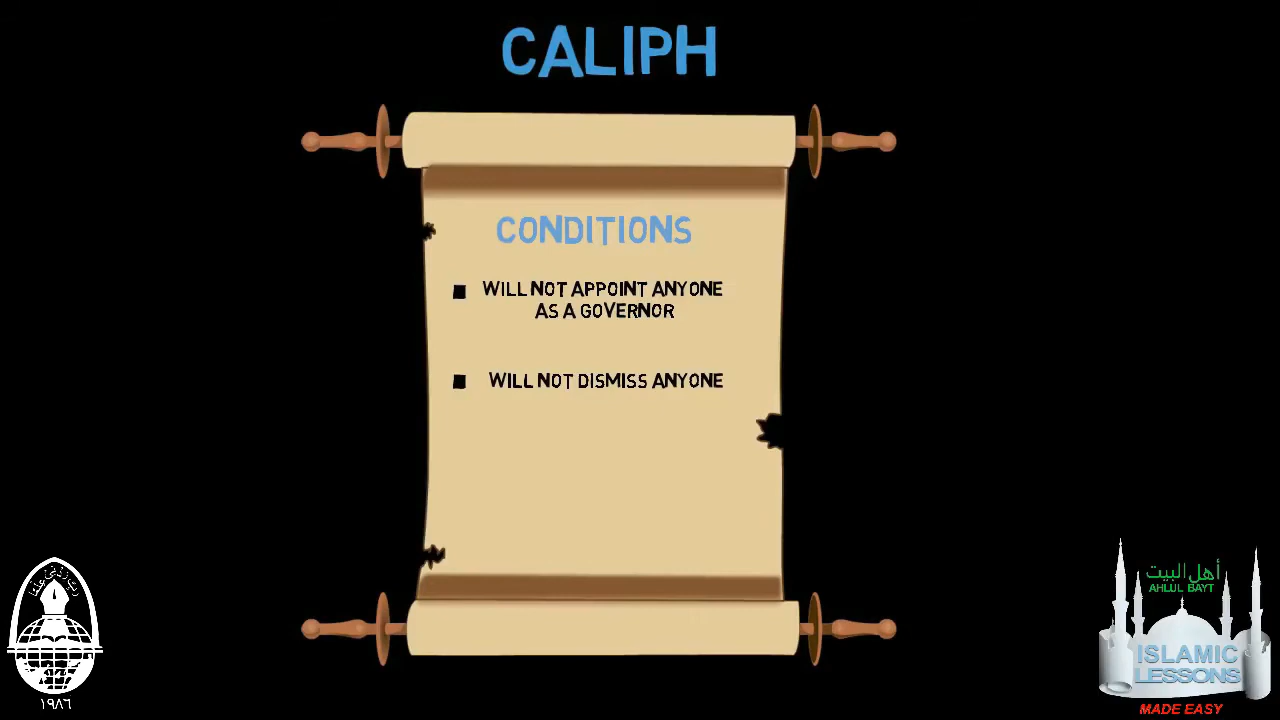 CALIPH
CONDITIONS
WILL NOT APPOINT ANYONE
AS A GOVERNOR
WILL NOT DISMISS ANYONE
١٩٨٦
أهل البيت
AHLUL BAYT
ISLAMIC
LESSONS
MADE EASY